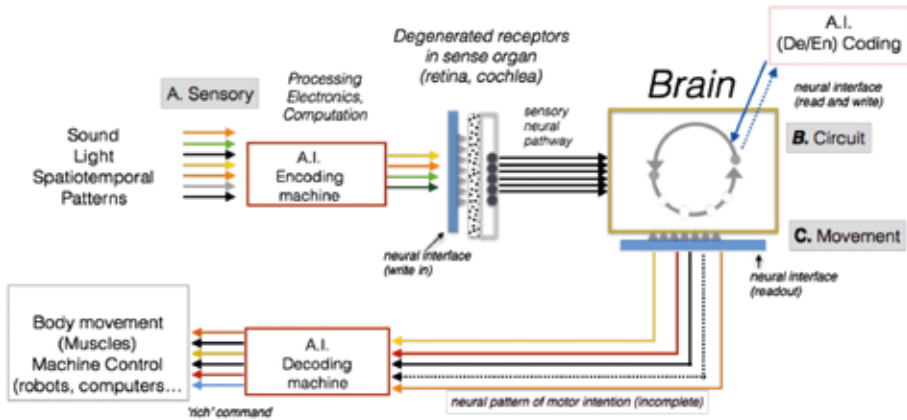 A. Sensory
Sound
Light
Spatiotemporal
Patterns
Processing
Electronics,
Computation
A.I.
Encoding
machine
Degenerated receptors
in sense organ
(retina, cochlea)
neural interface
(write in)
sensory
neural
pathway
Brain
A.I.
(De/En) Coding
neural interface
(read and write)
B. Circuit
C. Movement
neural interface
(readout)
Body movement
(Muscles)
Machine Control
(robots, computers…
A.I.
Decoding
machine
'rich' command
neural pattern of motor intention (incomplete)